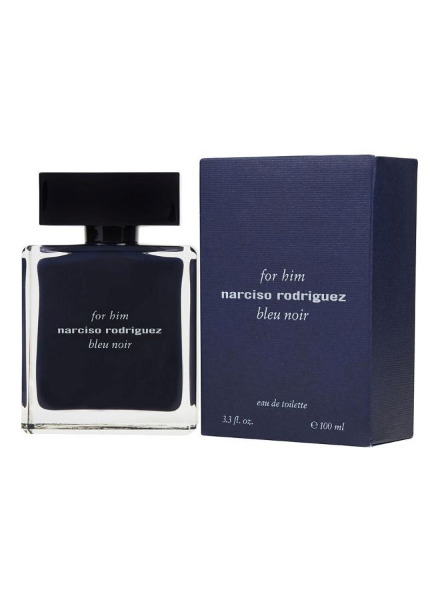 for him
narciso rodriguez
bleu noir
for him
narciso rodriguez
bleu noir
eau de toilette
3.3 fl. oz. ℮ 100 ml